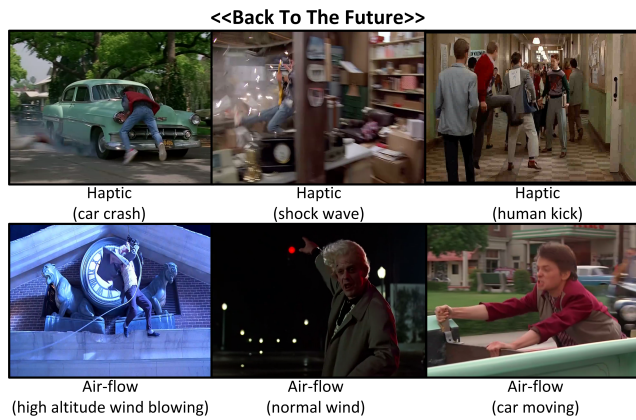 <<Back To The Future>>
Haptic
(car crash)
Haptic
(shock wave)
Haptic
(human kick)
Air-flow
(high altitude wind blowing)
Air-flow
(normal wind)
Air-flow
(car moving)